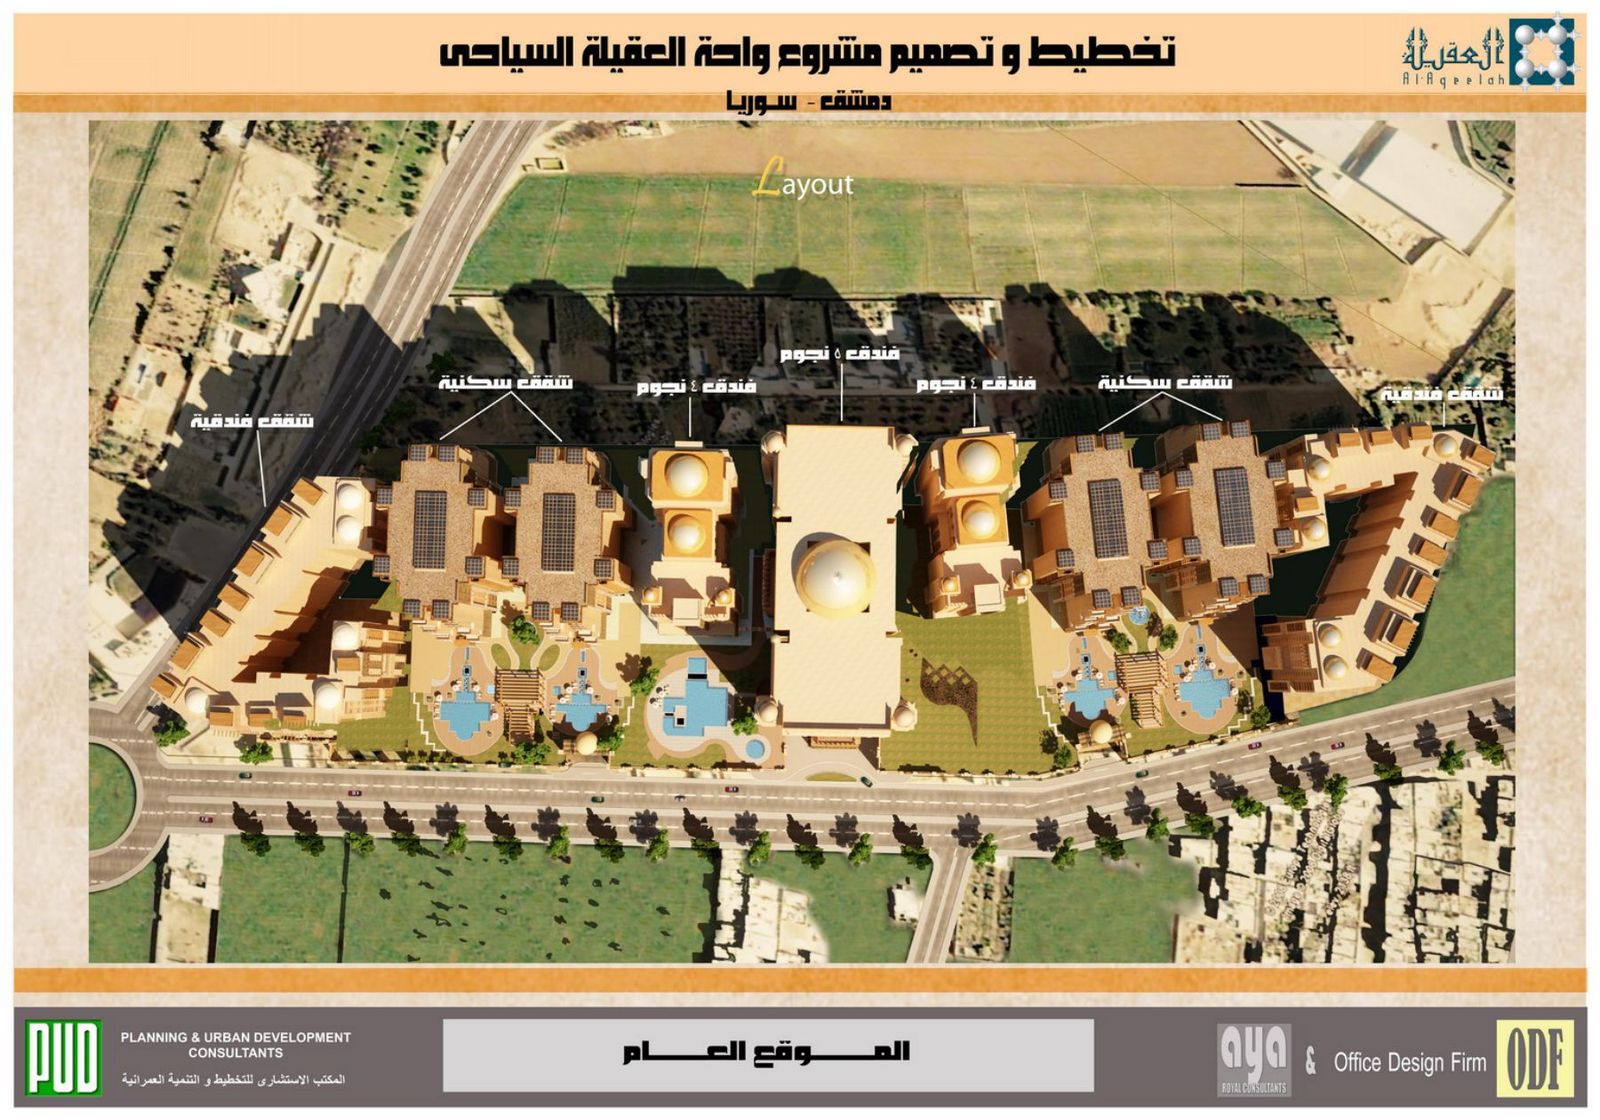 تخطيط و تصميم مشروع واحة العقيلة السياحى
العقيلة
Al-Aqeelah
دمشق - سوريا
Layout
فندق ٥ نجوم
شقق سكنية
فندق ٤ نجوم
فندق ٤ نجوم
شقق سكنية
شقق فندقية
شقق فندقية
PUD
PLANNING & URBAN DEVELOPMENT
CONSULTANTS
المكتب الاستشارى للتخطيط و التنمية العمرانية
الموقع العام
aya
ROYAL CONSULTANTS
& Office Design Firm
ODF